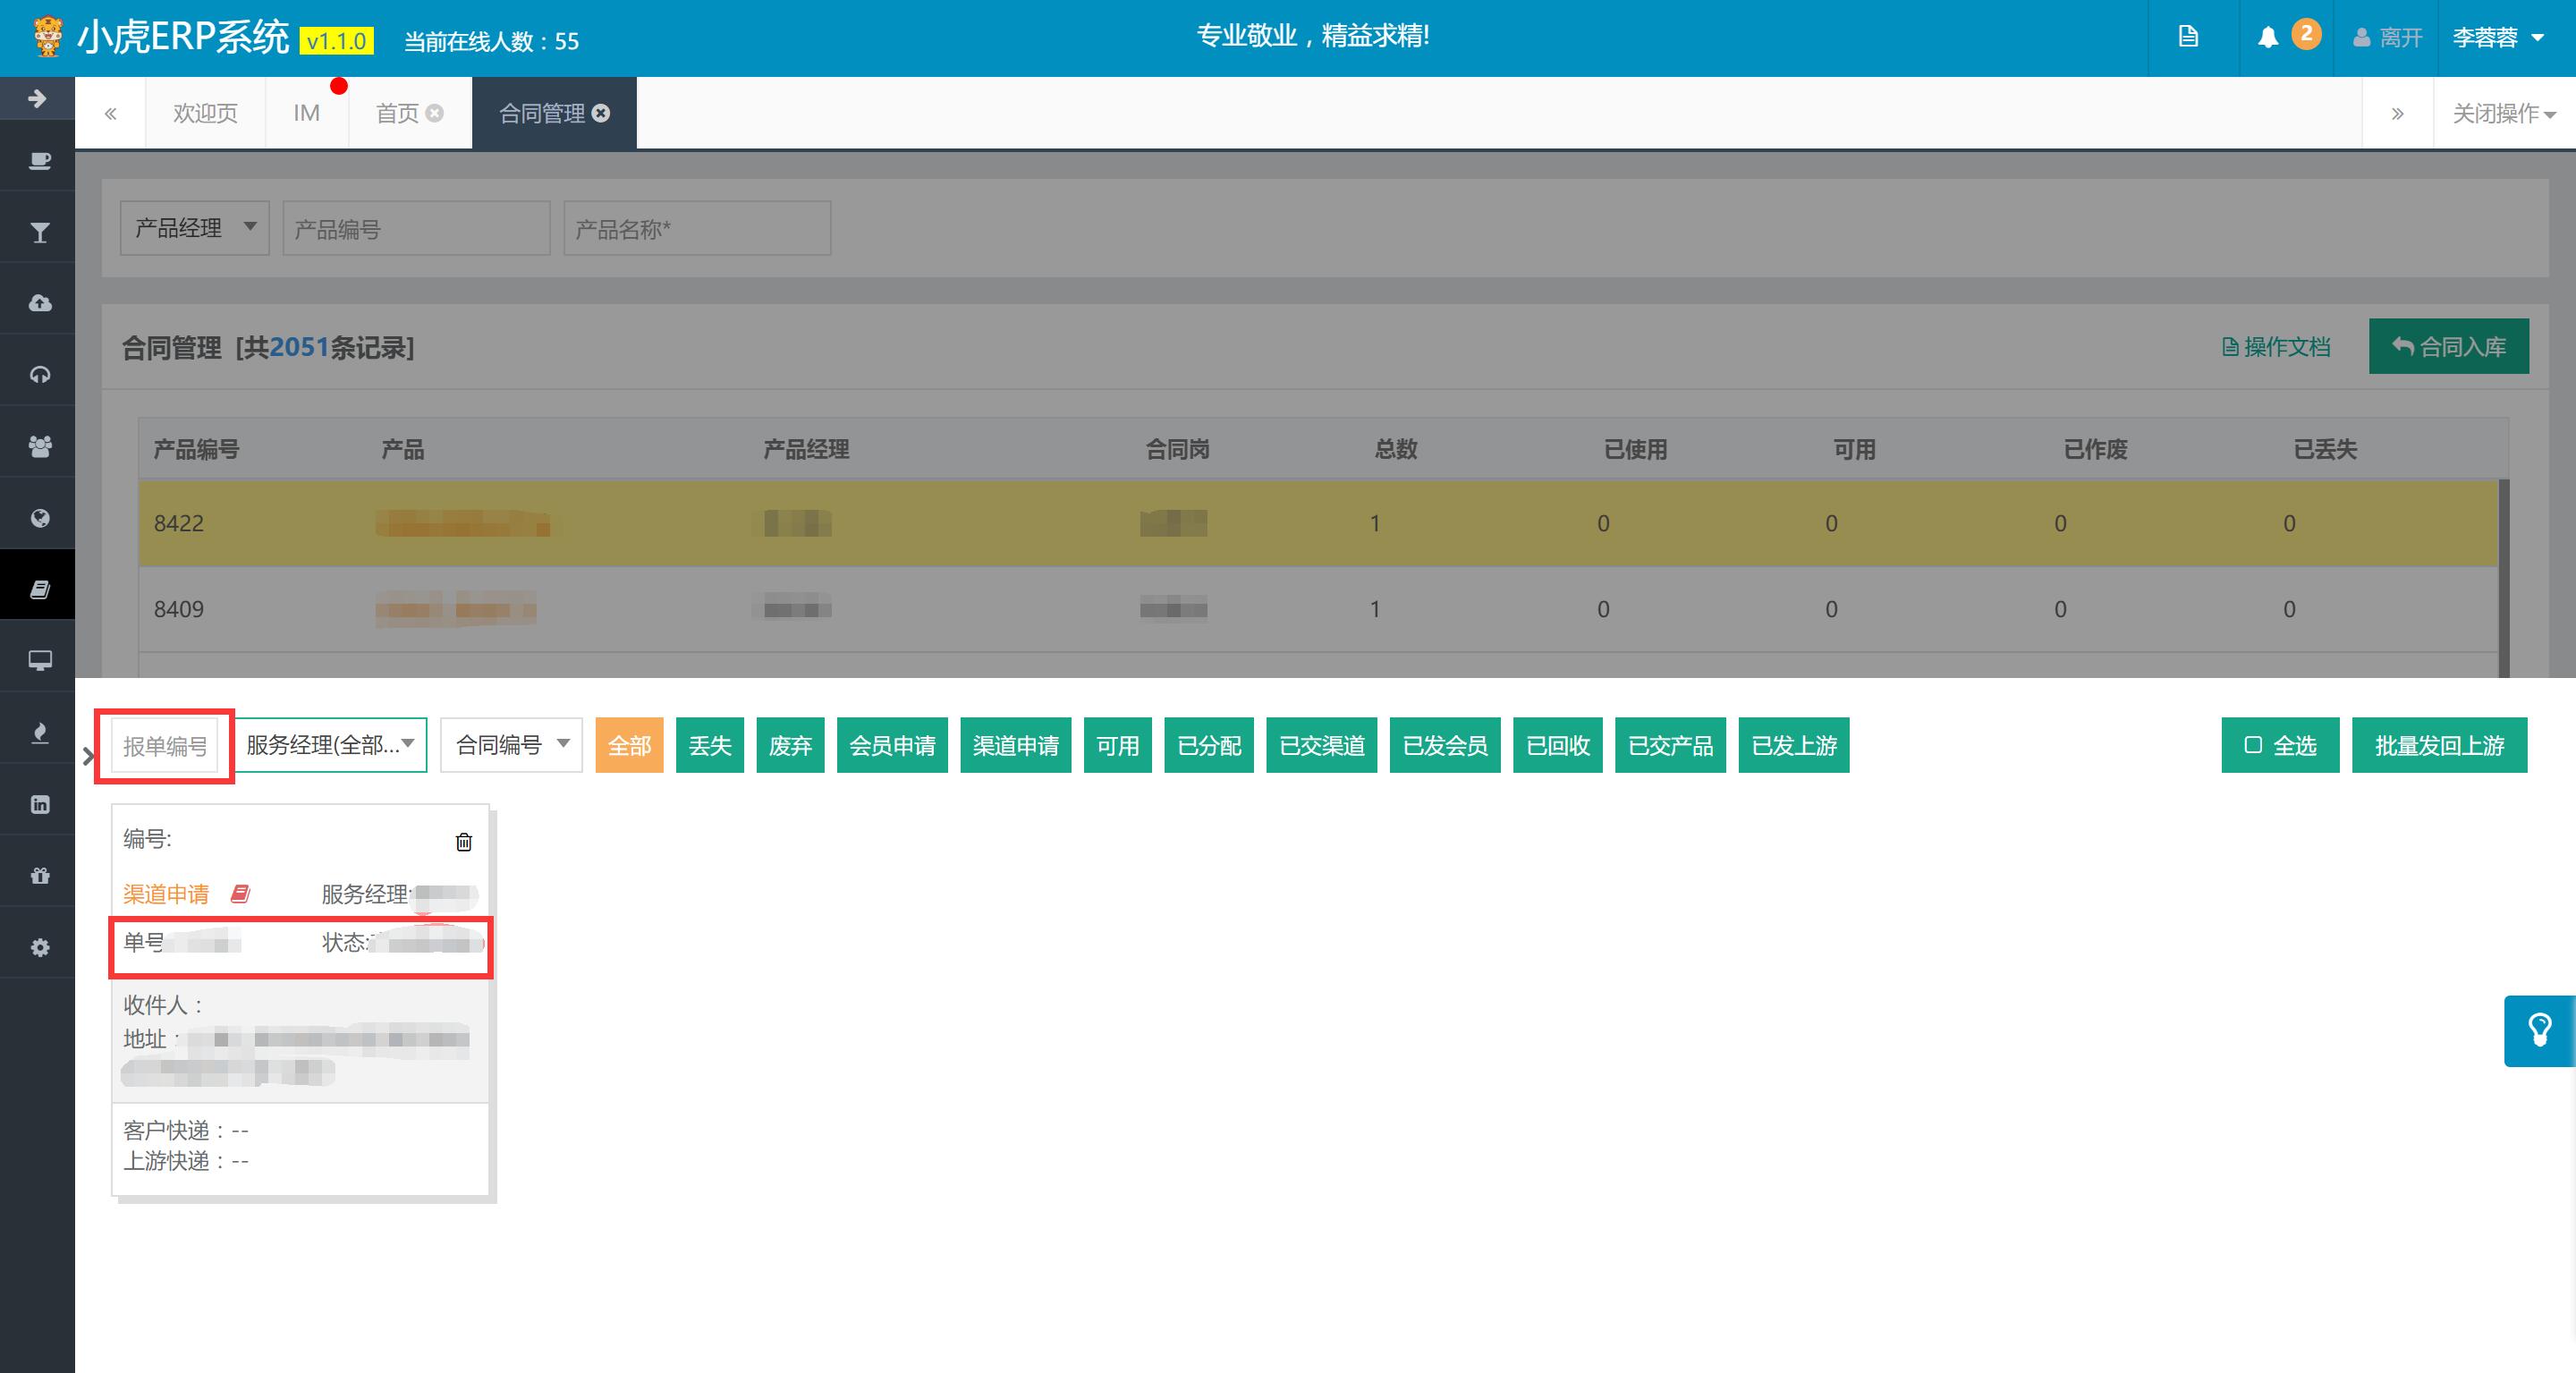 小虎ERP系统 v1.1.0 当前在线人数：55 专业敬业，精益求精! 2 离开 李蓉蓉
欢迎页 IM 首页 合同管理 关闭操作
产品经理 产品编号 产品名称*
合同管理 [共2051条记录] 操作文档 合同入库
产品编号 产品 产品经理 合同岗 总数 已使用 可用 已作废 已丢失
8422 1 0 0 0 0
8409 1 0 0 0 0
报单编号 服务经理(全部... 合同编号 全部 丢失 废弃 会员申请 渠道申请 可用 已分配 已交渠道 已发会员 已回收 已交产品 已发上游 全选 批量发回上游
编号:
渠道申请 服务经理:
单号 状态:
收件人：
地址：
客户快递：--
上游快递：--